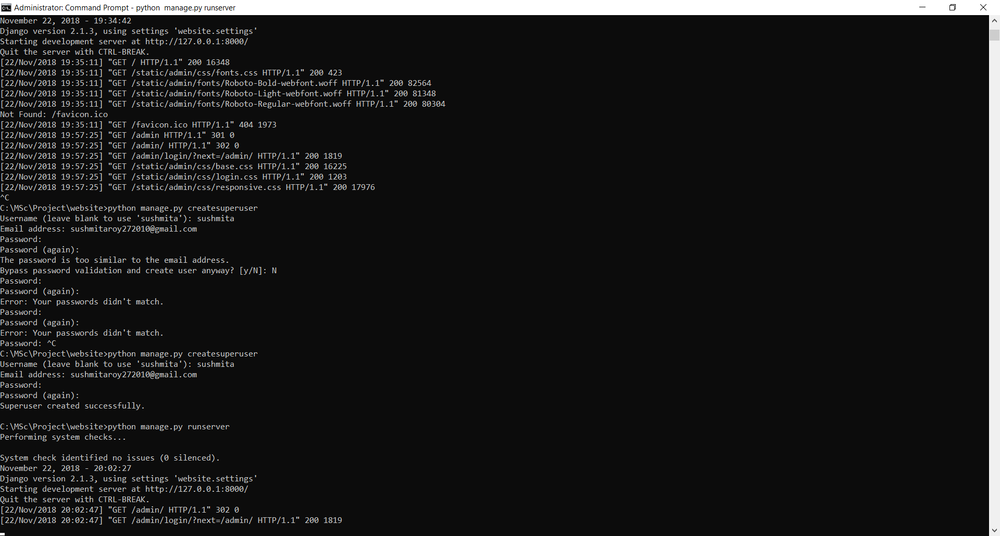 Administrator: Command Prompt - python  manage.py runserver
November 22, 2018 - 19:34:42
Django version 2.1.3, using settings 'website.settings'
Starting development server at http://127.0.0.1:8000/
Quit the server with CTRL-BREAK.
[22/Nov/2018 19:35:11] "GET / HTTP/1.1" 200 16348
[22/Nov/2018 19:35:11] "GET /static/admin/css/fonts.css HTTP/1.1" 200 423
[22/Nov/2018 19:35:11] "GET /static/admin/fonts/Roboto-Bold-webfont.woff HTTP/1.1" 200 82564
[22/Nov/2018 19:35:11] "GET /static/admin/fonts/Roboto-Light-webfont.woff HTTP/1.1" 200 81348
[22/Nov/2018 19:35:11] "GET /static/admin/fonts/Roboto-Regular-webfont.woff HTTP/1.1" 200 80304
Not Found: /favicon.ico
[22/Nov/2018 19:35:11] "GET /favicon.ico HTTP/1.1" 404 1973
[22/Nov/2018 19:57:25] "GET /admin HTTP/1.1" 301 0
[22/Nov/2018 19:57:25] "GET /admin/ HTTP/1.1" 302 0
[22/Nov/2018 19:57:25] "GET /admin/login/?next=/admin/ HTTP/1.1" 200 1819
[22/Nov/2018 19:57:25] "GET /static/admin/css/base.css HTTP/1.1" 200 16225
[22/Nov/2018 19:57:25] "GET /static/admin/css/login.css HTTP/1.1" 200 1203
[22/Nov/2018 19:57:25] "GET /static/admin/css/responsive.css HTTP/1.1" 200 17976
^C
C:\MSc\Project\website>python manage.py createsuperuser
Username (leave blank to use 'sushmita'): sushmita
Email address: sushmitaroy272010@gmail.com
Password:
Password (again):
The password is too similar to the email address.
Bypass password validation and create user anyway? [y/N]: N
Password:
Password (again):
Error: Your passwords didn't match.
Password:
Password (again):
Error: Your passwords didn't match.
Password: ^C
C:\MSc\Project\website>python manage.py createsuperuser
Username (leave blank to use 'sushmita'): sushmita
Email address: sushmitaroy272010@gmail.com
Password:
Password (again):
Superuser created successfully.
C:\MSc\Project\website>python manage.py runserver
Performing system checks...
System check identified no issues (0 silenced).
November 22, 2018 - 20:02:27
Django version 2.1.3, using settings 'website.settings'
Starting development server at http://127.0.0.1:8000/
Quit the server with CTRL-BREAK.
[22/Nov/2018 20:02:47] "GET /admin/ HTTP/1.1" 302 0
[22/Nov/2018 20:02:47] "GET /admin/login/?next=/admin/ HTTP/1.1" 200 1819